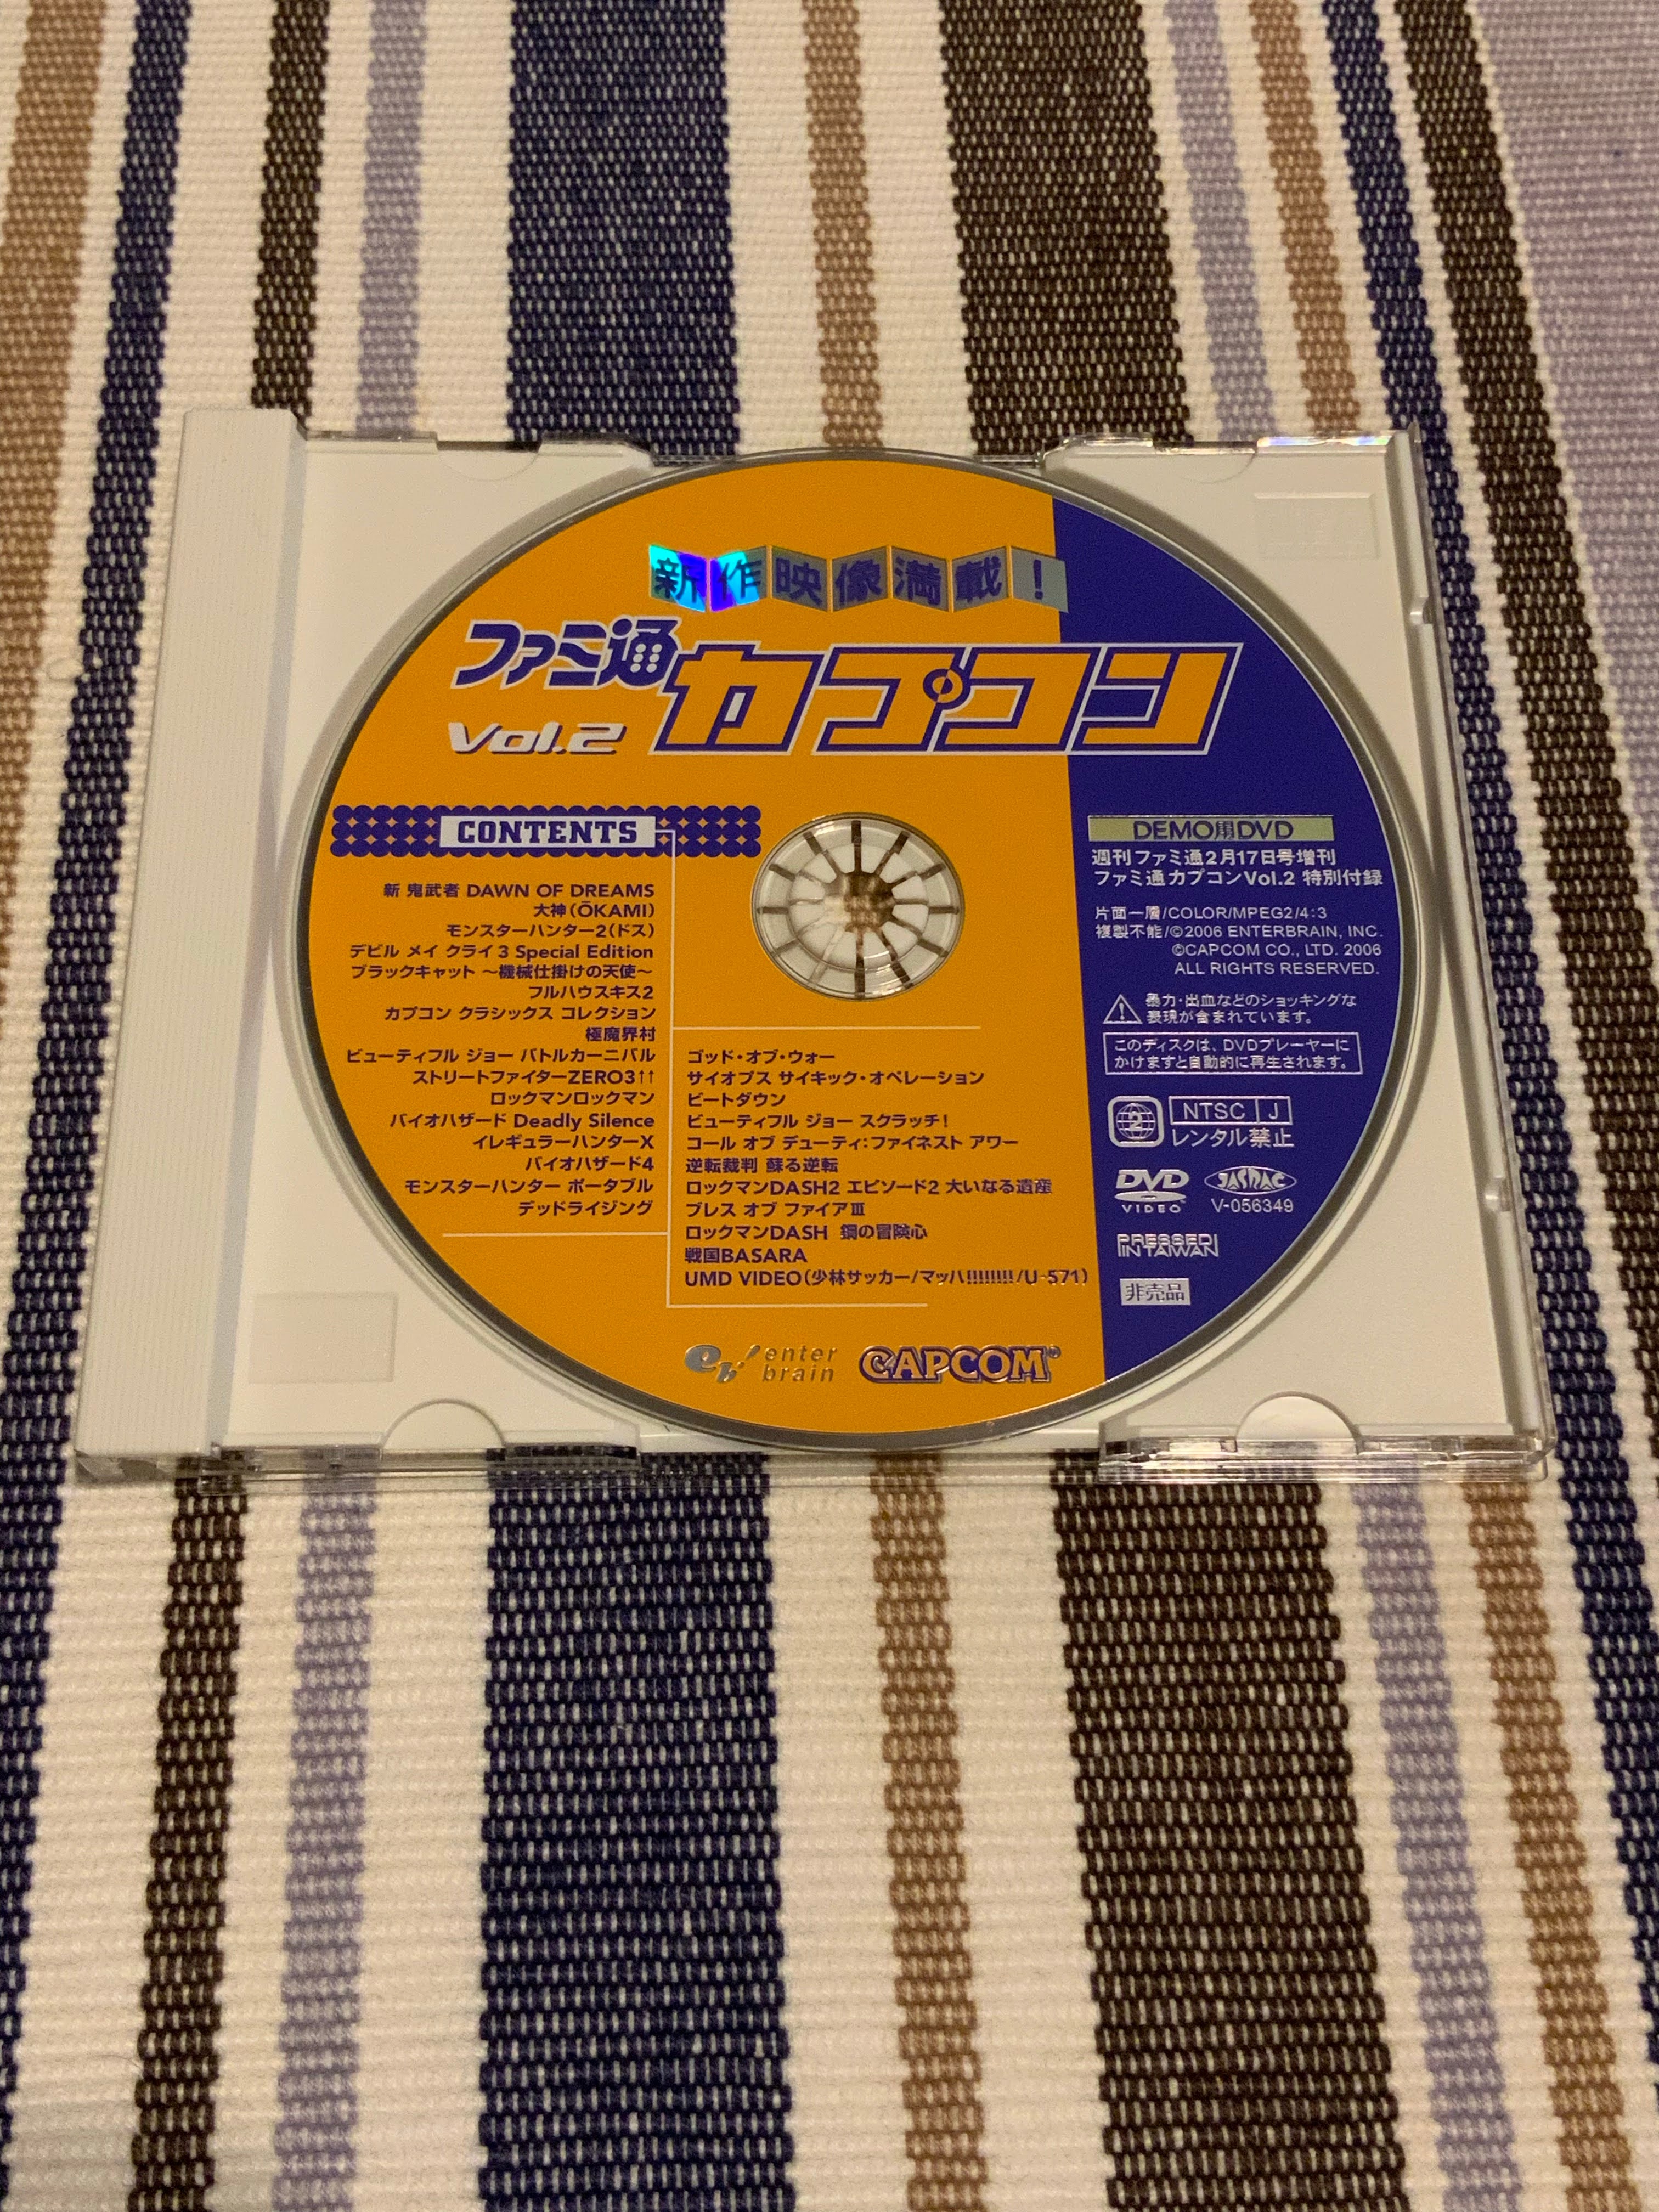 新作映像満載!
ファミ通カプコン
Vol.2
CONTENTS
新 鬼武者 DAWN OF DREAMS
大神(ŌKAMI)
モンスターハンター2(ドス)
デビル メイ クライ 3 Special Edition
ブラックキャット ～機械仕掛けの天使～
フルハウスキス2
カプコン クラシックス コレクション
極魔界村
ビューティフル ジョー バトルカーニバル
ストリートファイターZERO3↑↑
ロックマンロックマン
バイオハザード Deadly Silence
イレギュラーハンターX
バイオハザード4
モンスターハンター ポータブル
デッドライジング
ゴッド・オブ・ウォー
サイオプス サイキック・オペレーション
ビートダウン
ビューティフル ジョー スクラッチ!
コール オブ デューティ:ファイネスト アワー
逆転裁判 蘇る逆転
ロックマンDASH2 エピソード2 大いなる遺産
ブレス オブ ファイアⅢ
ロックマンDASH 鋼の冒険心
戦国BASARA
UMD VIDEO(少林サッカー/マッハ!!!!!!!!/U-571)
DEMO用DVD
週刊ファミ通2月17日号増刊
ファミ通カプコンVol.2 特別付録
片面一層/COLOR/MPEG2/4:3
複製不能/©2006 ENTERBRAIN, INC.
©CAPCOM CO., LTD. 2006
ALL RIGHTS RESERVED.
暴力・出血などのショッキングな
表現が含まれています。
このディスクは、DVDプレーヤーに
かけますと自動的に再生されます。
2 NTSC J
レンタル禁止
DVD VIDEO JASRAC
V-056349
PRESSED IN TAIWAN
非売品
eb! enter brain CAPCOM®